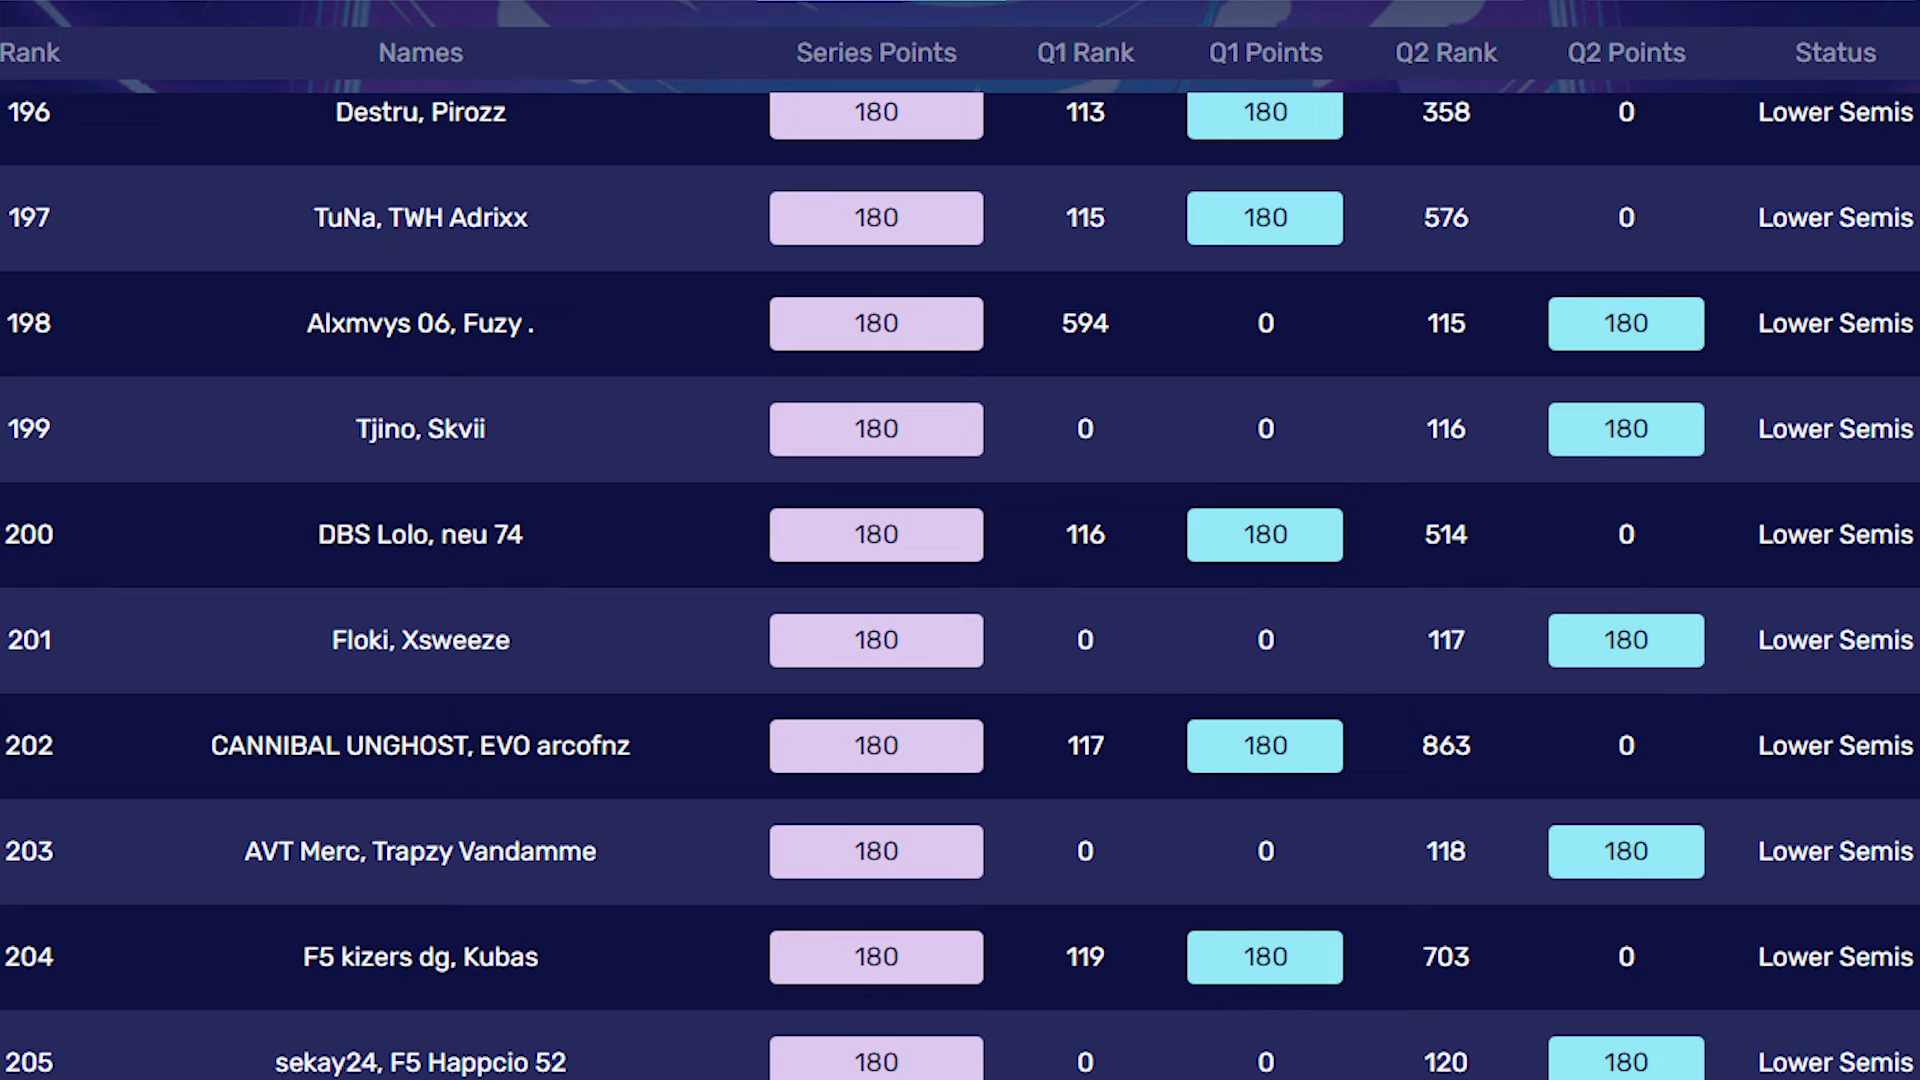 Rank Names Series Points Q1 Rank Q1 Points Q2 Rank Q2 Points Status
196 Destru, Pirozz 180 113 180 358 0 Lower Semis
197 TuNa, TWH Adrixx 180 115 180 576 0 Lower Semis
198 Alxmvys 06, Fuzy . 180 594 0 115 180 Lower Semis
199 Tjino, Skvii 180 0 0 116 180 Lower Semis
200 DBS Lolo, neu 74 180 116 180 514 0 Lower Semis
201 Floki, Xsweeze 180 0 0 117 180 Lower Semis
202 CANNIBAL UNGHOST, EVO arcofnz 180 117 180 863 0 Lower Semis
203 AVT Merc, Trapzy Vandamme 180 0 0 118 180 Lower Semis
204 F5 kizers dg, Kubas 180 119 180 703 0 Lower Semis
205 sekay24, F5 Happcio 52 180 0 0 120 180 Lower Semis